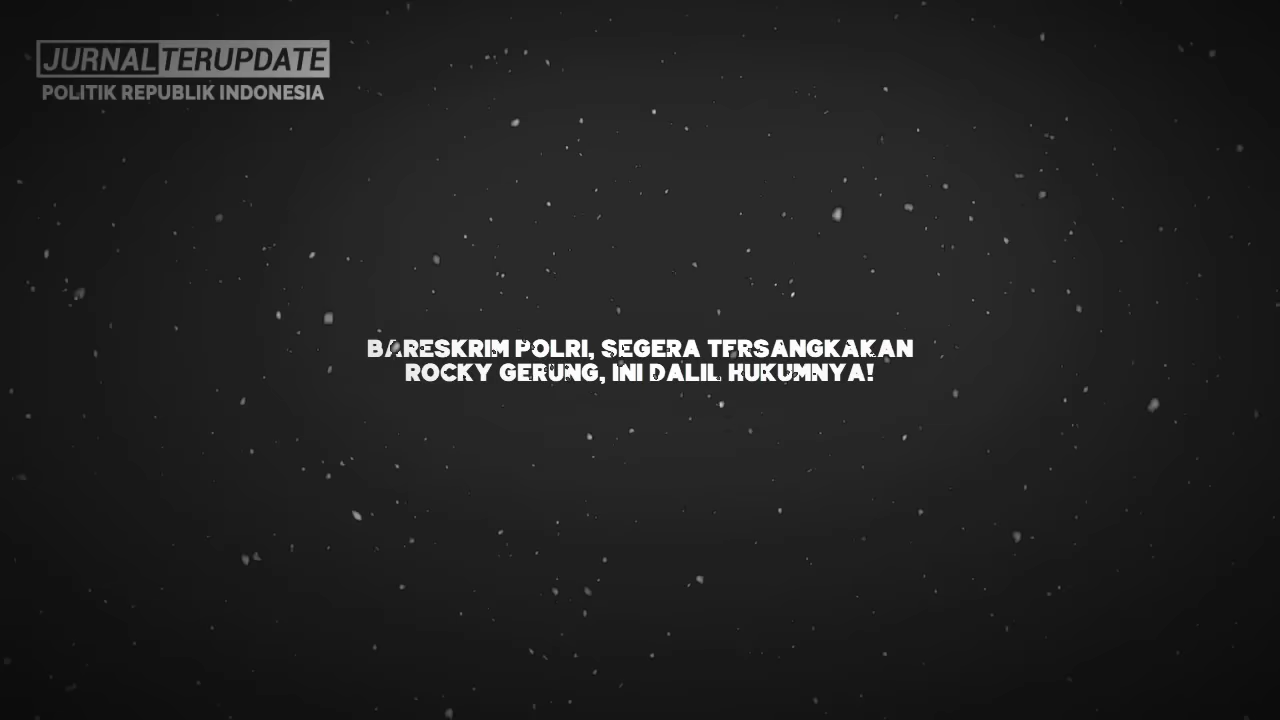 JURNALTERUPDATE
POLITIK REPUBLIK INDONESIA
BARESKRIM POLRI, SEGERA TERSANGKAKAN
ROCKY GERUNG, INI DALIL HUKUMNYA!